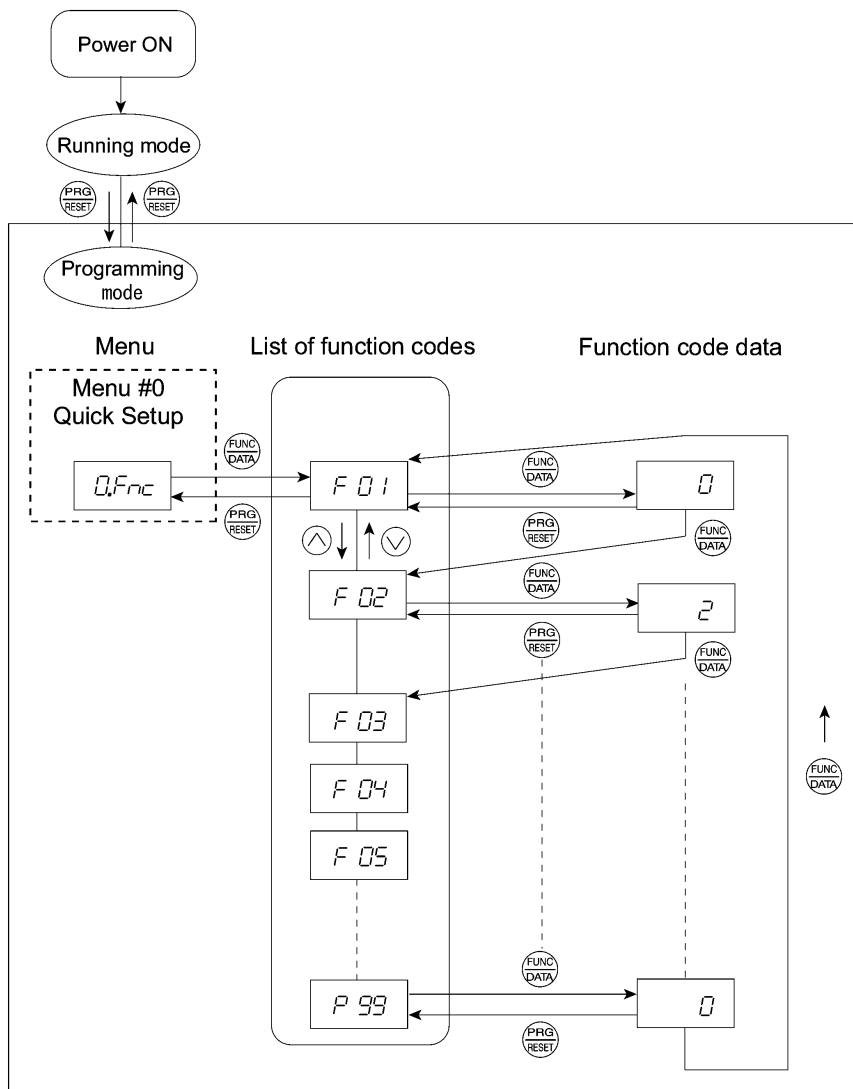 Power ON
Running mode
PRG
RESET
PRG
RESET
Programming
mode
Menu
List of function codes
Function code data
Menu #0
Quick Setup
0.Fnc
FUNC
DATA
PRG
RESET
F 01
FUNC
DATA
PRG
RESET
0
FUNC
DATA
F 02
FUNC
DATA
PRG
RESET
2
FUNC
DATA
F 03
F 04
F 05
FUNC
DATA
P 99
FUNC
DATA
PRG
RESET
0